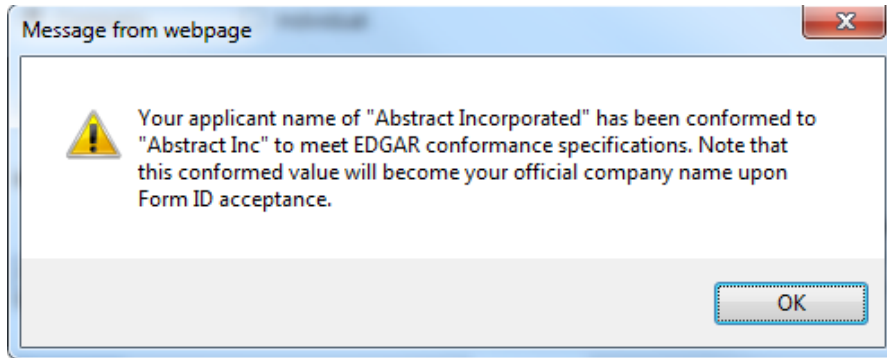 Message from webpage
Your applicant name of "Abstract Incorporated" has been conformed to
"Abstract Inc" to meet EDGAR conformance specifications. Note that
this conformed value will become your official company name upon
Form ID acceptance.
OK